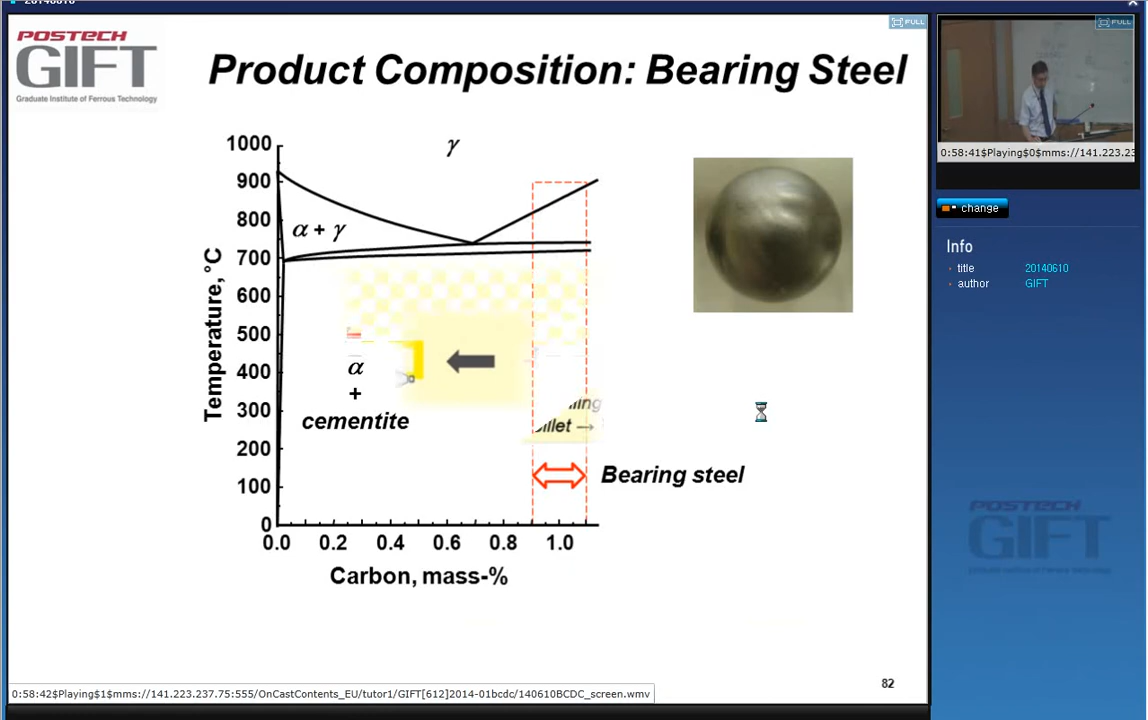 20140610
POSTECH
GIFT
Graduate Institute of Ferrous Technology
FULL
Product Composition: Bearing Steel
1000
900
800
700
600
500
400
300
200
100
0
Temperature, °C
γ
α + γ
α
+
cementite
illet →
Bearing steel
0.0 0.2 0.4 0.6 0.8 1.0
Carbon, mass-%
82
0:58:42$Playing$1$mms://141.223.237.75:555/OnCastContents_EU/tutor1/GIFT[612]2014-01bcdc/140610BCDC_screen.wmv
FULL
0:58:41$Playing$0$mms://141.223.23
change
Info
title 20140610
author GIFT
POSTECH
GIFT